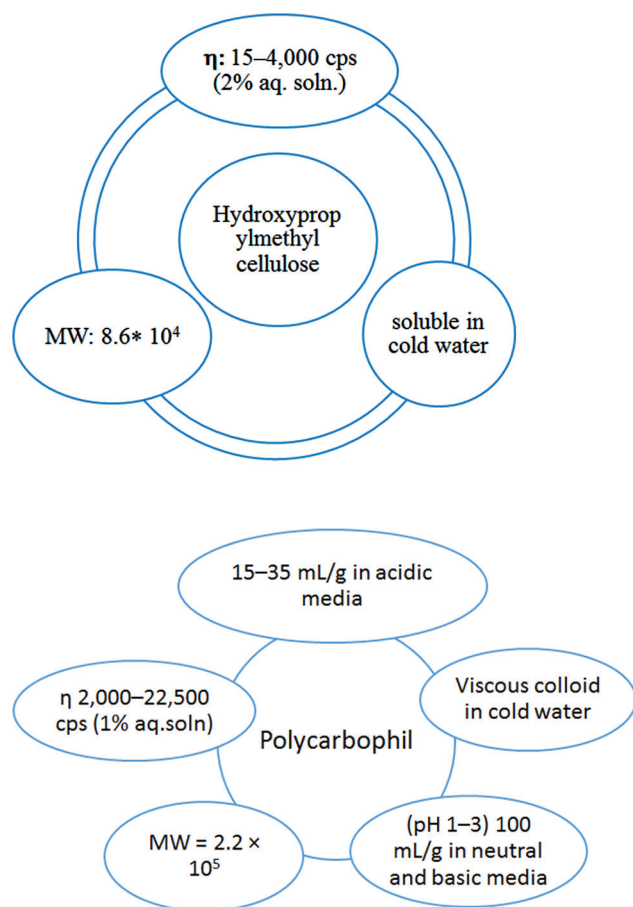 η: 15–4,000 cps
(2% aq. soln.)
Hydroxyprop
ylmethyl
cellulose
MW: 8.6* 10⁴
soluble in
cold water
15–35 mL/g in acidic
media
η 2,000–22,500
cps (1% aq.soln)
Viscous colloid
in cold water
Polycarbophil
MW = 2.2 ×
10⁵
(pH 1–3) 100
mL/g in neutral
and basic media